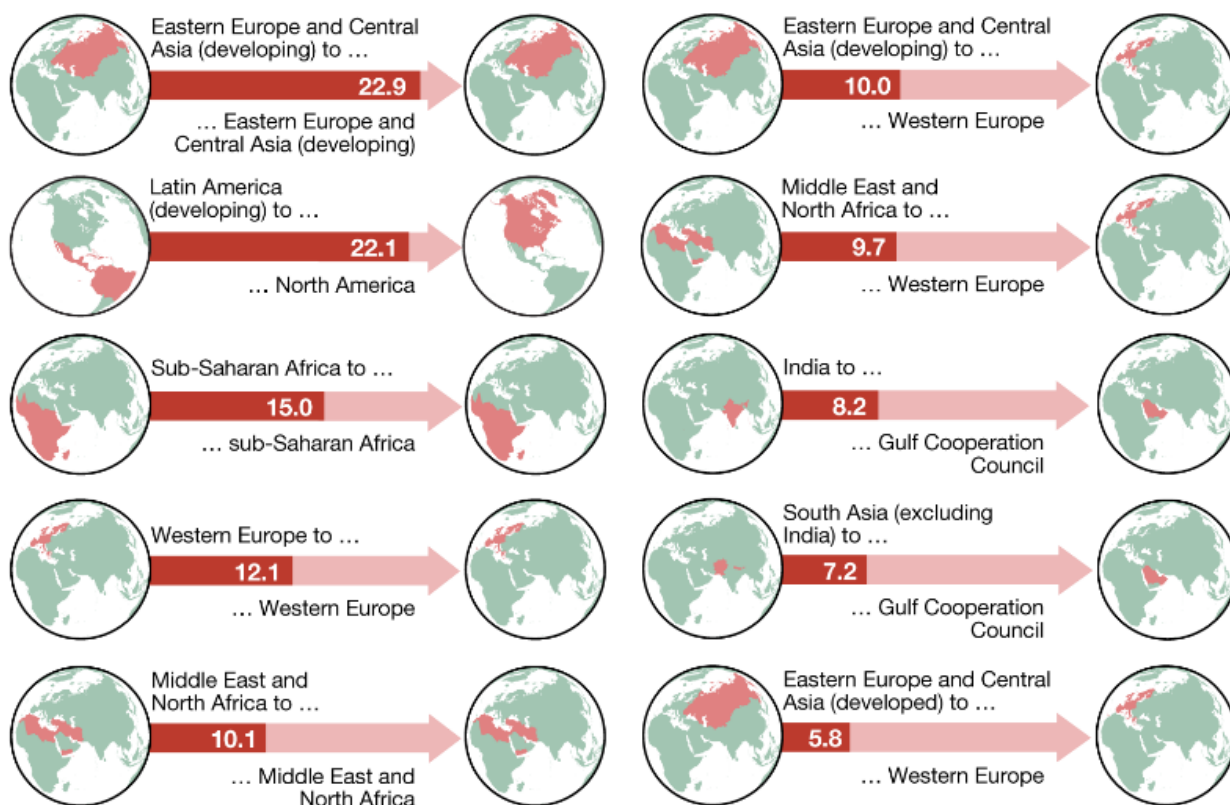 Eastern Europe and Central
Asia (developing) to …
22.9
… Eastern Europe and
Central Asia (developing)
Latin America
(developing) to …
22.1
… North America
Sub-Saharan Africa to …
15.0
… sub-Saharan Africa
Western Europe to …
12.1
… Western Europe
Middle East and
North Africa to …
10.1
… Middle East and
North Africa
Eastern Europe and Central
Asia (developing) to …
10.0
… Western Europe
Middle East and
North Africa to …
9.7
… Western Europe
India to …
8.2
… Gulf Cooperation
Council
South Asia (excluding
India) to …
7.2
… Gulf Cooperation
Council
Eastern Europe and Central
Asia (developed) to …
5.8
… Western Europe